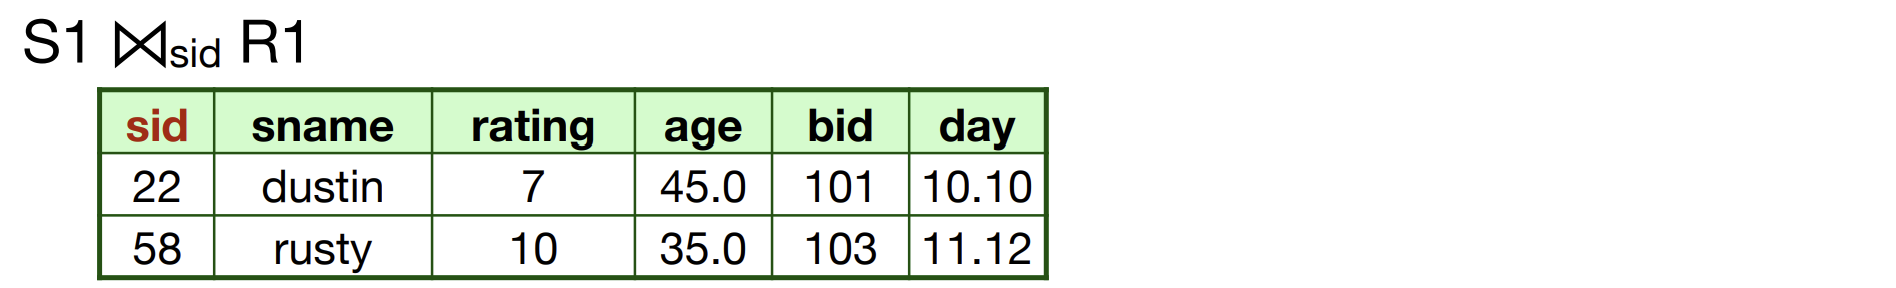 S1 ⋈sid R1
sid sname rating age bid day
22 dustin 7 45.0 101 10.10
58 rusty 10 35.0 103 11.12